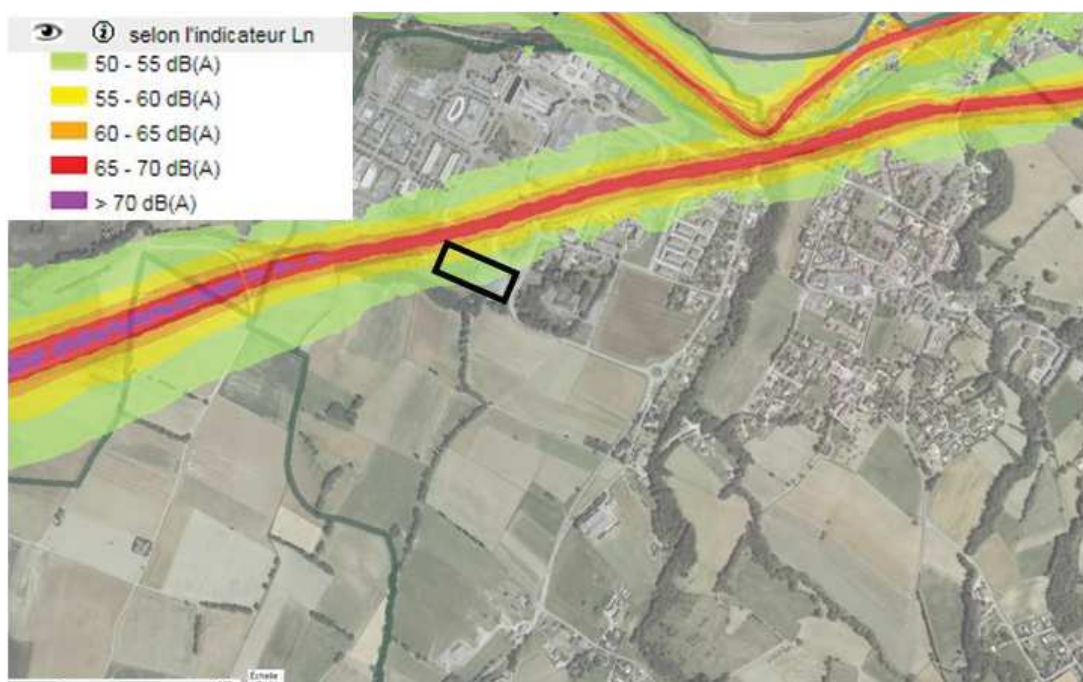 selon l'indicateur Ln
50 - 55 dB(A)
55 - 60 dB(A)
60 - 65 dB(A)
65 - 70 dB(A)
> 70 dB(A)
Echelle